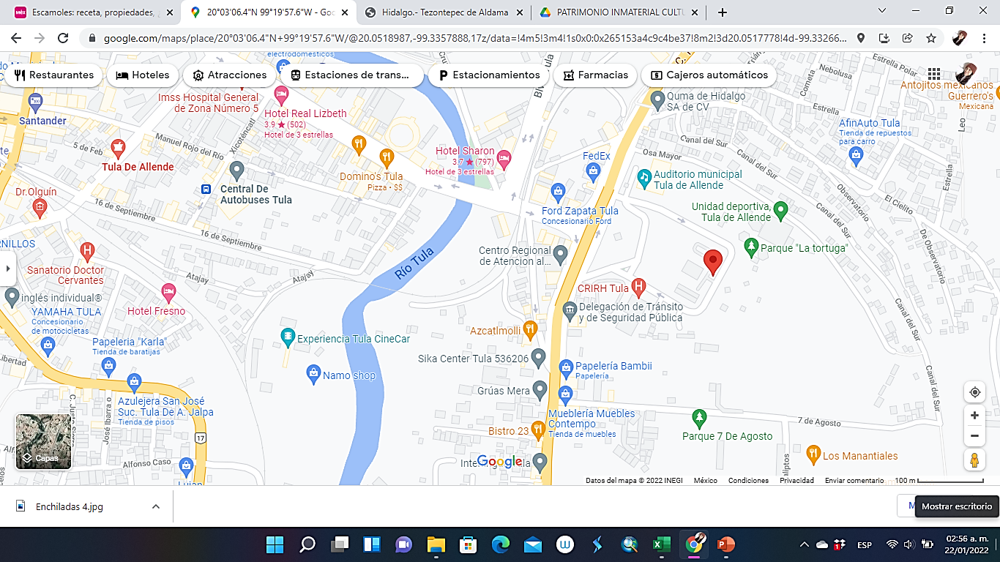 Escamoles: receta, propiedades, ¿
20°03'06.4"N 99°19'57.6"W - Goo
Hidalgo.- Tezontepec de Aldama
PATRIMONIO INMATERIAL CULTU
google.com/maps/place/20°03'06.4"N+99°19'57.6"W/@20.0518987,-99.3357888,17z/data=!4m5!3m4!1s0x0:0x265153a4c9c4be37!8m2!3d20.0517778!4d-99.33266...
electrodomesticos
Restaurantes
Hoteles
Atracciones
Estaciones de trans...
Estacionamientos
Farmacias
Cajeros automáticos
Estrella Polar
Nebolusa
Cometa
Antojitos mexicanos
Guerrero's
Mexicana
Imss Hospital General
de Zona Número 5
Santander
Hotel Real Lizbeth
3.9 ★ (502)
Hotel de 3 estrellas
Quma de Hidalgo
SA de CV
Estrella
AfinAuto Tula
Tienda de repuestos
para carro
Leo
Xicoténcatl
Manuel Rojo del Río
5 de Feb
Tula De Allende
Canal del Sur
Canal del Sur
Osa Mayor
Hotel Sharon
3.7 ★ (797)
Hotel de 3 estrellas
FedEx
Domino's Tula
Pizza • $$
Auditorio municipal
Tula de Allende
Estrella
Observatorio
El Cielito
Central De
Autobuses Tula
Dr.Olguín
16 de Septiembre
16 de Septiembre
Ford Zapata Tula
Concesionario Ford
Unidad deportiva,
Tula de Allende
Canal del Sur
De Observatorio
Parque "La tortuga"
Centro Regional
de Atencion al...
Río Tula
Sanatorio Doctor
Cervantes
Atajay
Atajay
CRIRH Tula
inglés individual®
YAMAHA TULA
Concesionario
de motocicletas
Hotel Fresno
Delegación de Tránsito
y de Seguridad Pública
Canal del Sur
Azcatlmolli
Experiencia Tula CineCar
Papeleria "Karla"
Tienda de baratijas
Libertad
Sika Center Tula 536206
Papelería Bambii
Papelería
Namo shop
Grúas Mera
Canal del Sur
Azulejera San José
Suc. Tula De A. Jalpa
Tienda de pisos
Mueblería Muebles
Contempo
Tienda de muebles
7 de Agosto
Bistro 23
Parque 7 De Agosto
José Ibarra o
17
Capas
Alfonso Caso
Google
Los Manantiales
Datos del mapa © 2022 INEGI
México
Condiciones
Privacidad
Enviar comentario
100 m
Enchiladas 4.jpg
Mostrar escritorio
ESP
02:56 a. m.
22/01/2022